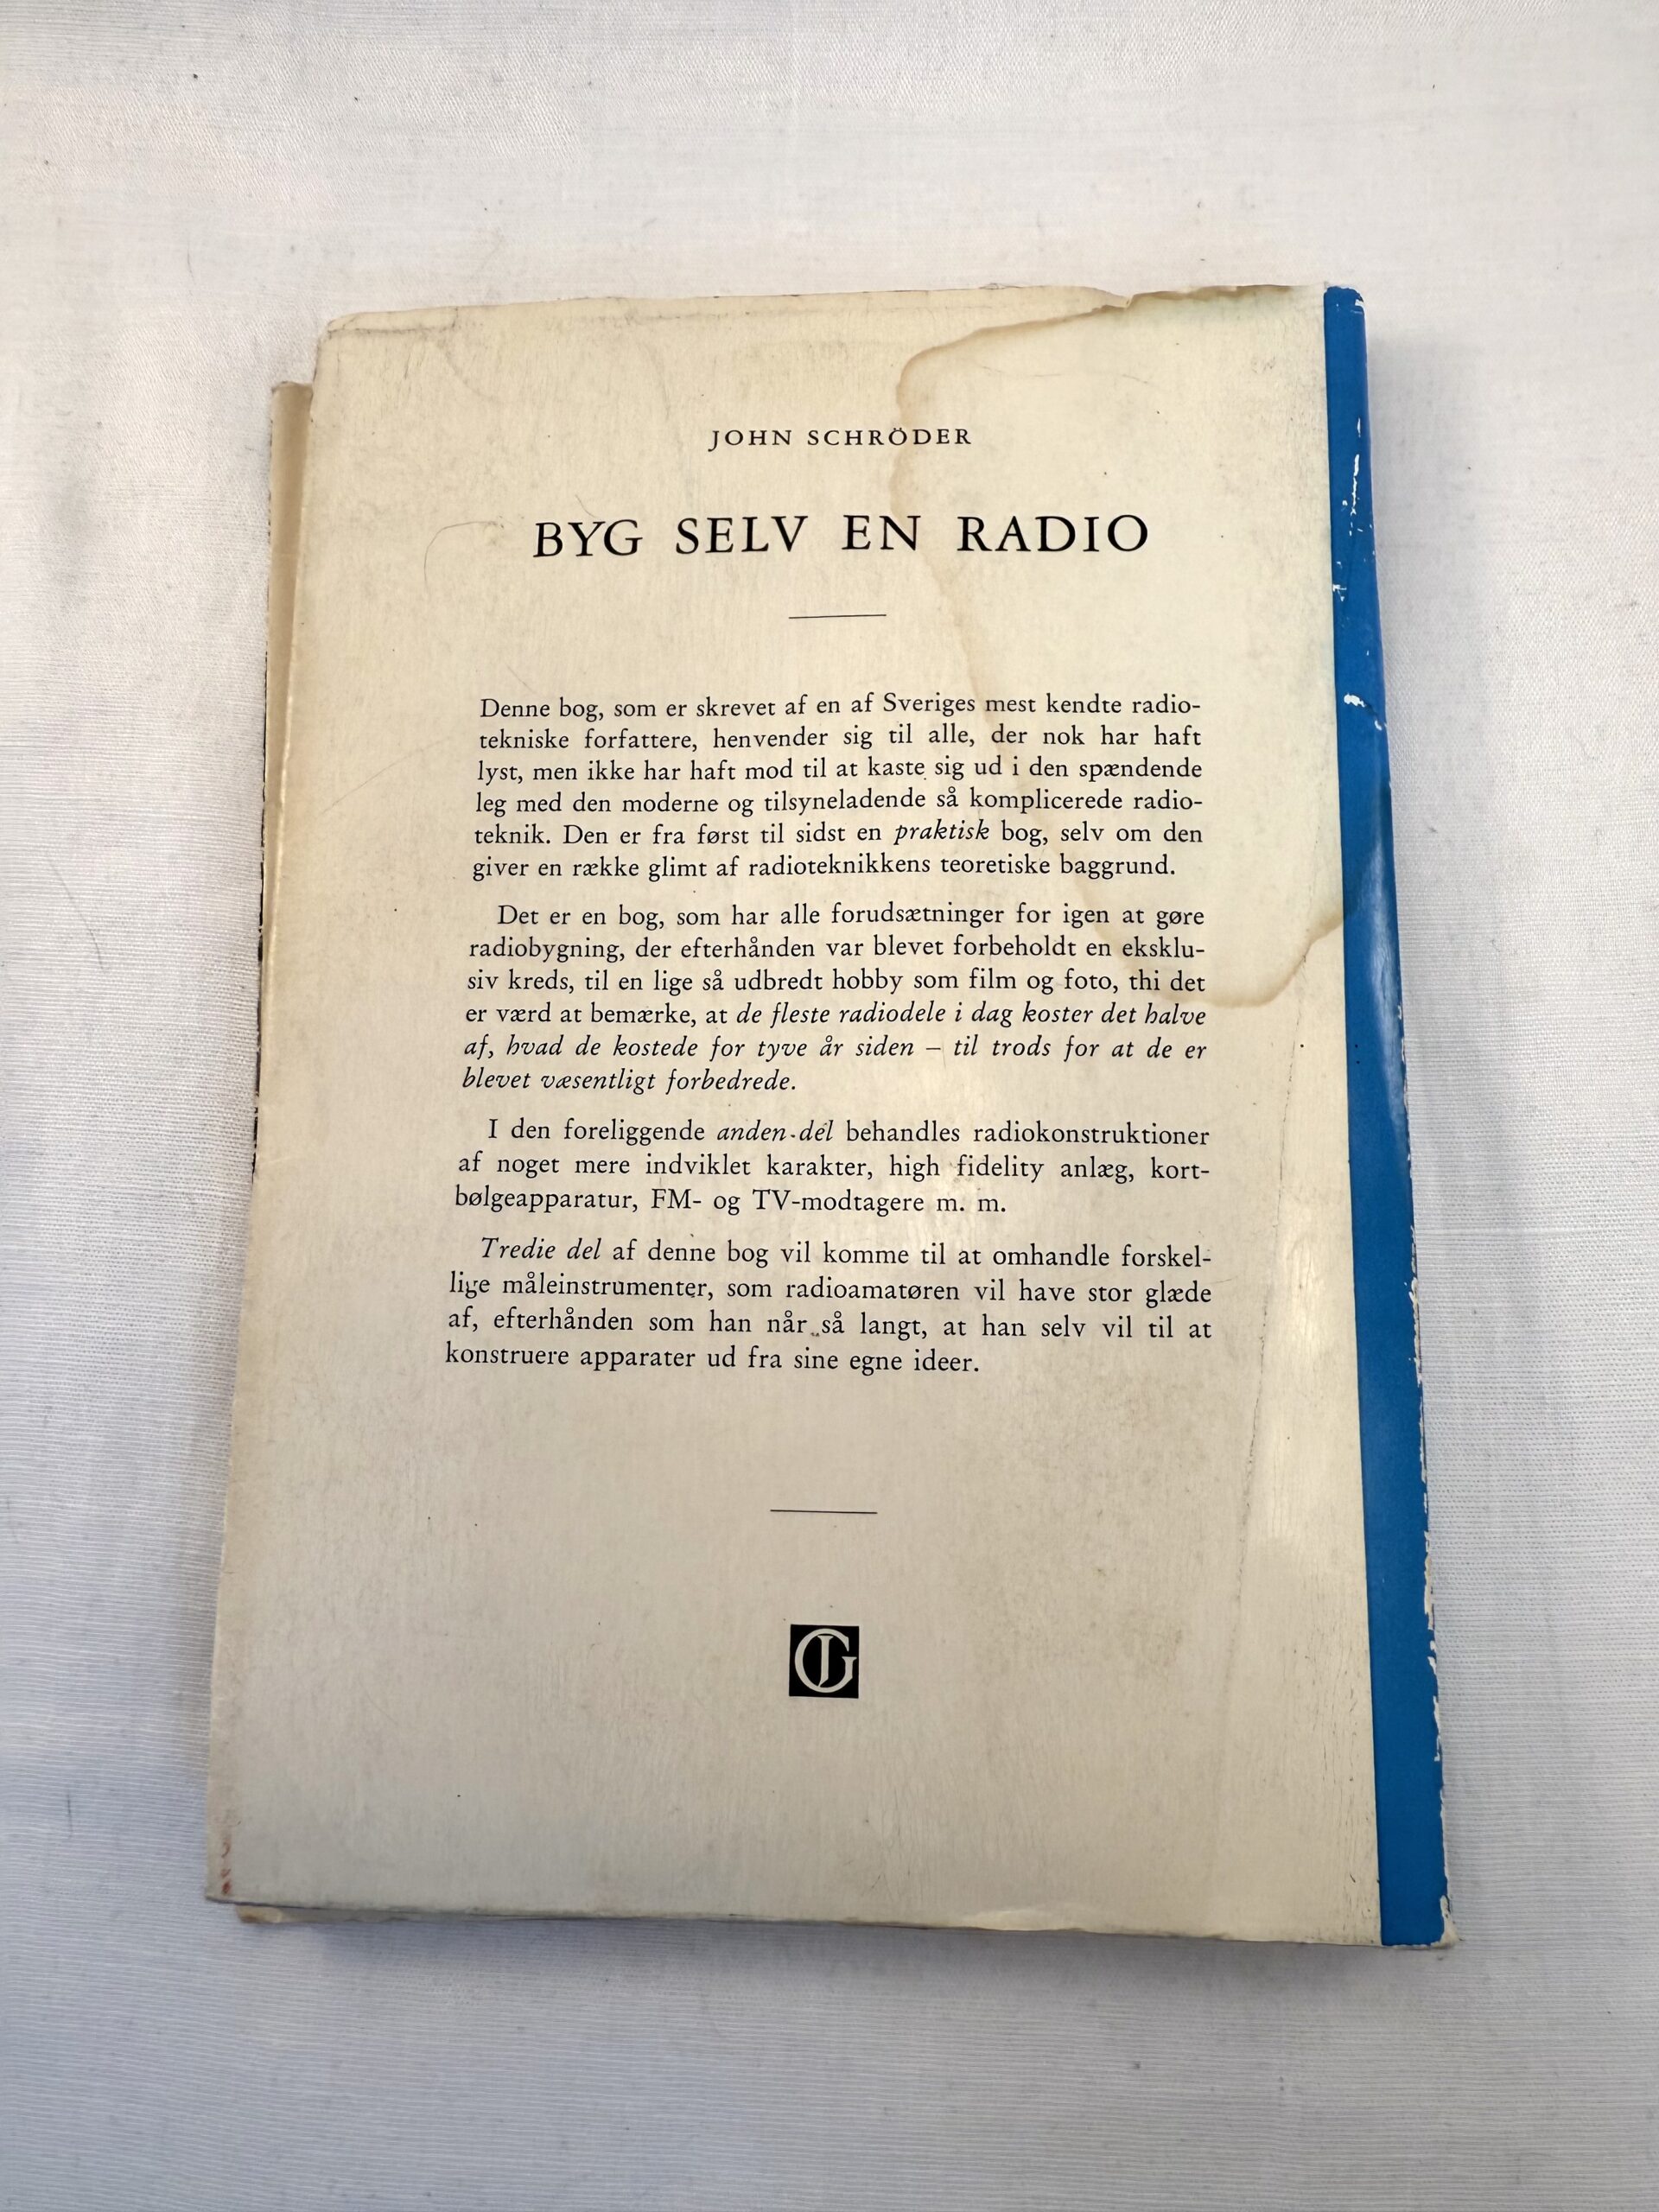 JOHN SCHRÖDER
BYG SELV EN RADIO
Denne bog, som er skrevet af en af Sveriges mest kendte radio-
tekniske forfattere, henvender sig til alle, der nok har haft
lyst, men ikke har haft mod til at kaste sig ud i den spændende
leg med den moderne og tilsyneladende så komplicerede radio-
teknik. Den er fra først til sidst en praktisk bog, selv om den
giver en række glimt af radioteknikkens teoretiske baggrund.
Det er en bog, som har alle forudsætninger for igen at gøre
radiobygning, der efterhånden var blevet forbeholdt en eksklu-
siv kreds, til en lige så udbredt hobby som film og foto, thi det
er værd at bemærke, at de fleste radiodele i dag koster det halve
af, hvad de kostede for tyve år siden – til trods for at de er
blevet væsentligt forbedrede.
I den foreliggende anden del behandles radiokonstruktioner
af noget mere indviklet karakter, high fidelity anlæg, kort-
bølgeapparatur, FM- og TV-modtagere m. m.
Tredie del af denne bog vil komme til at omhandle forskel-
lige måleinstrumenter, som radioamatøren vil have stor glæde
af, efterhånden som han når så langt, at han selv vil til at
konstruere apparater ud fra sine egne ideer.